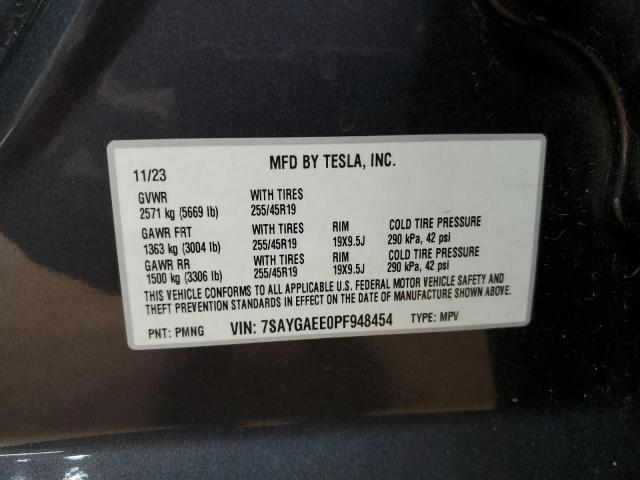 MFD BY TESLA, INC.
11/23
GVWR WITH TIRES
2571 kg (5669 lb) 255/45R19
GAWR FRT WITH TIRES RIM COLD TIRE PRESSURE
1363 kg (3004 lb) 255/45R19 19X9.5J 290 kPa, 42 psi
GAWR RR WITH TIRES RIM COLD TIRE PRESSURE
1500 kg (3306 lb) 255/45R19 19X9.5J 290 kPa, 42 psi
THIS VEHICLE CONFORMS TO ALL APPLICABLE U.S. FEDERAL MOTOR VEHICLE SAFETY AND
THEFT PREVENTION STANDARDS IN EFFECT ON THE DATE OF MANUFACTURE SHOWN ABOVE.
PNT: PMNG VIN: 7SAYGAEE0PF948454 TYPE: MPV